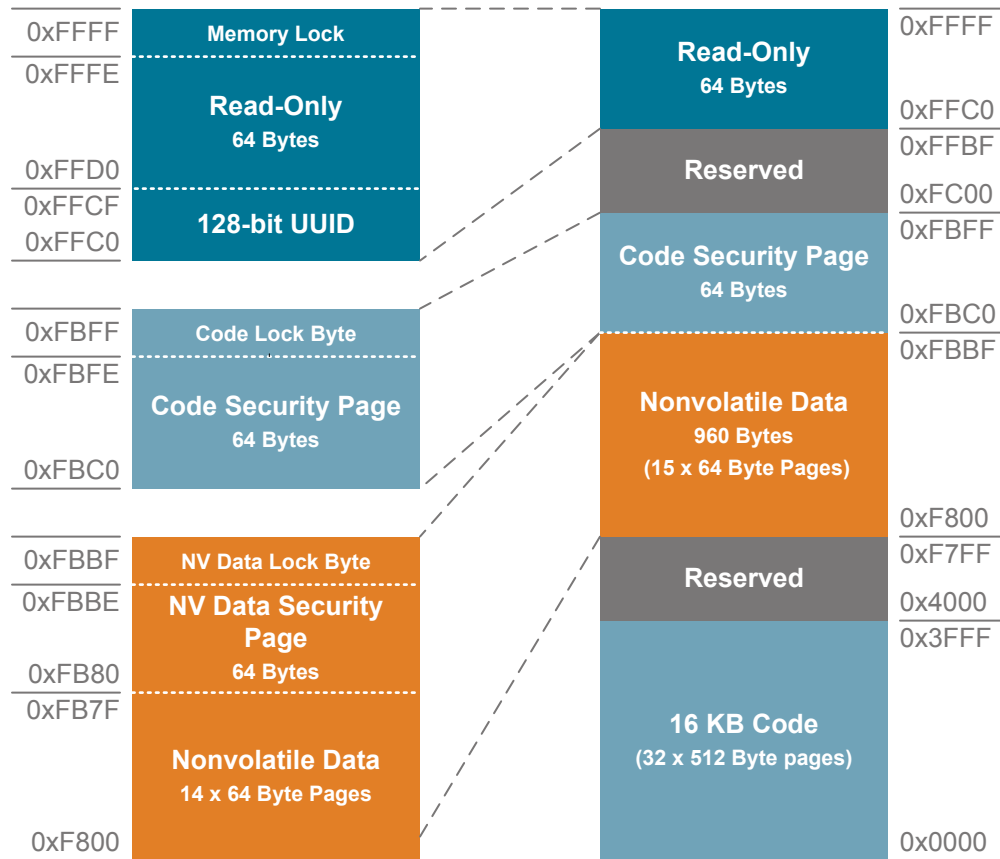 0xFFFF
Memory Lock
0xFFFE
Read-Only
64 Bytes
0xFFD0
0xFFCF
128-bit UUID
0xFFC0
0xFBFF
Code Lock Byte
0xFBFE
Code Security Page
64 Bytes
0xFBC0
0xFBBF
NV Data Lock Byte
0xFBBE
NV Data Security
Page
64 Bytes
0xFB80
0xFB7F
Nonvolatile Data
14 x 64 Byte Pages
0xF800
0xFFFF
Read-Only
64 Bytes
0xFFC0
0xFFBF
Reserved
0xFC00
0xFBFF
Code Security Page
64 Bytes
0xFBC0
0xFBBF
Nonvolatile Data
960 Bytes
(15 x 64 Byte Pages)
0xF800
0xF7FF
Reserved
0x4000
0x3FFF
16 KB Code
(32 x 512 Byte pages)
0x0000